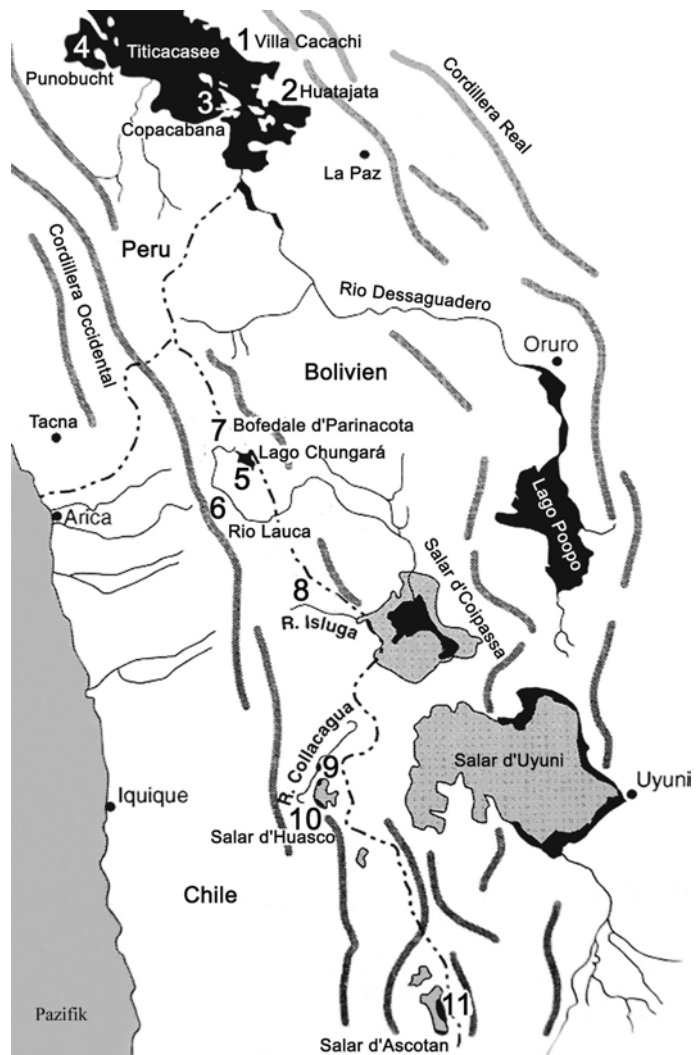 1 Villa Cacachi
4
Titicacasee
Punobucht
2 Huatajata
3
Copacabana
Cordillera Real
La Paz
Peru
Cordillera Occidental
Rio Dessaguadero
Oruro
Bolivien
Tacna
7 Bofedale d'Parinacota
Lago Chungará
5
6
Rio Lauca
Arica
Lago Poopo
8
R. Isluga
Salar d'Coipassa
R. Collacagua
9
Salar d'Uyuni
Uyuni
Iquique
10
Salar d'Huasco
Chile
11
Pazifik
Salar d'Ascotan